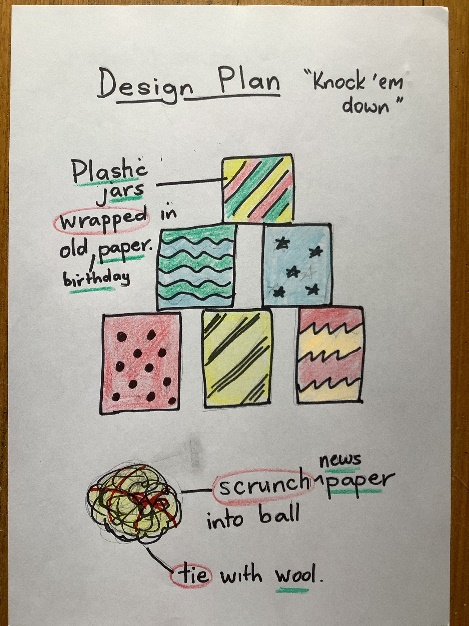 Design Plan
"Knock 'em
down"
Plastic
jars
wrapped in
old, paper.
birthday
news
scrunch paper
into ball
tie with wool.